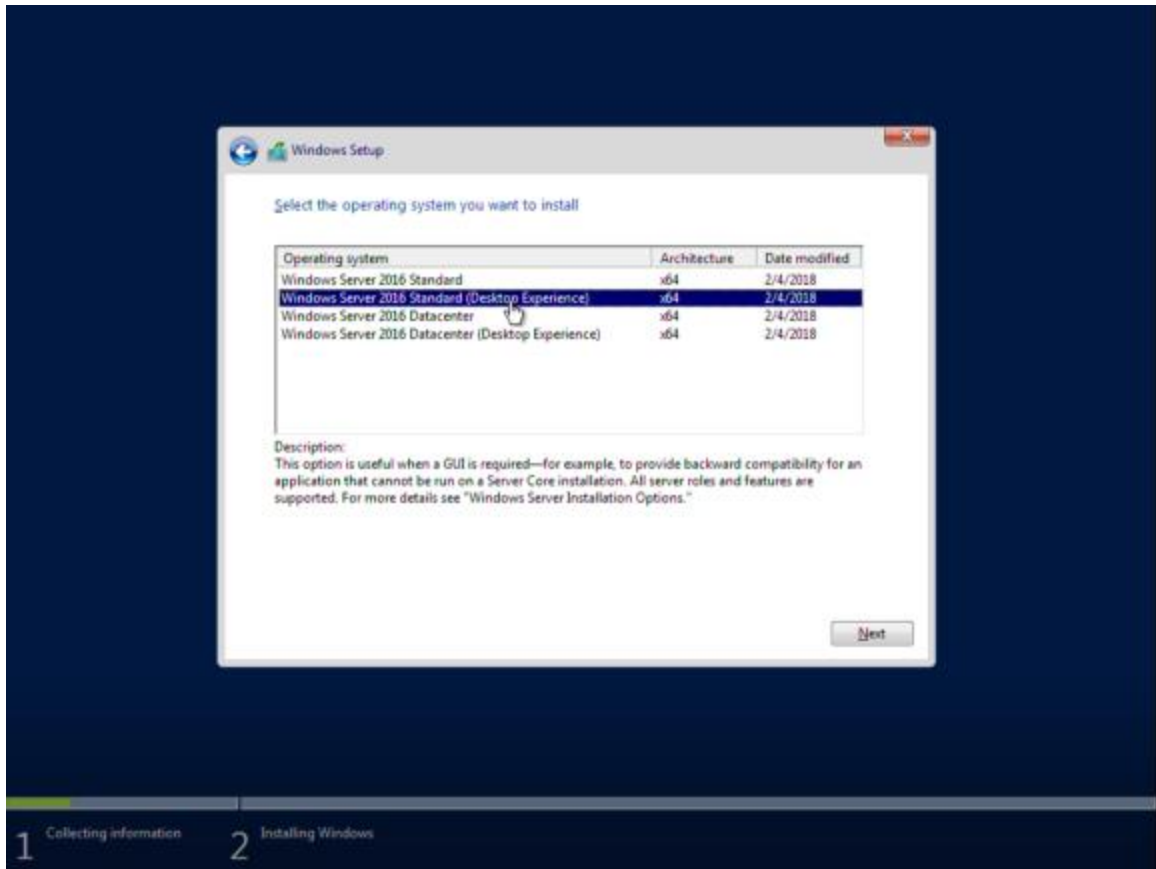 Windows Setup
Select the operating system you want to install
Operating system Architecture Date modified
Windows Server 2016 Standard x64 2/4/2018
Windows Server 2016 Standard (Desktop Experience) x64 2/4/2018
Windows Server 2016 Datacenter x64 2/4/2018
Windows Server 2016 Datacenter (Desktop Experience) x64 2/4/2018
Description:
This option is useful when a GUI is required—for example, to provide backward compatibility for an
application that cannot be run on a Server Core installation. All server roles and features are
supported. For more details see "Windows Server Installation Options."
Next
1 Collecting information 2 Installing Windows